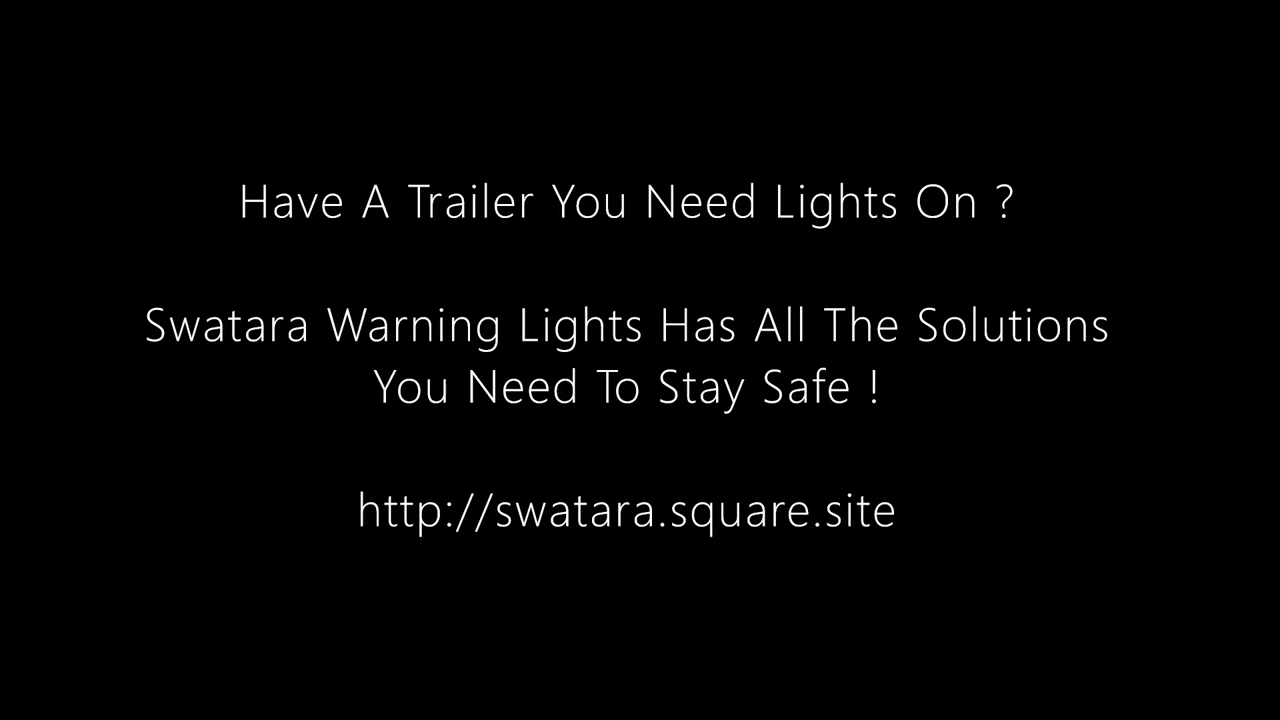 Have A Trailer You Need Lights On ?
Swatara Warning Lights Has All The Solutions
You Need To Stay Safe !
http://swatara.square.site